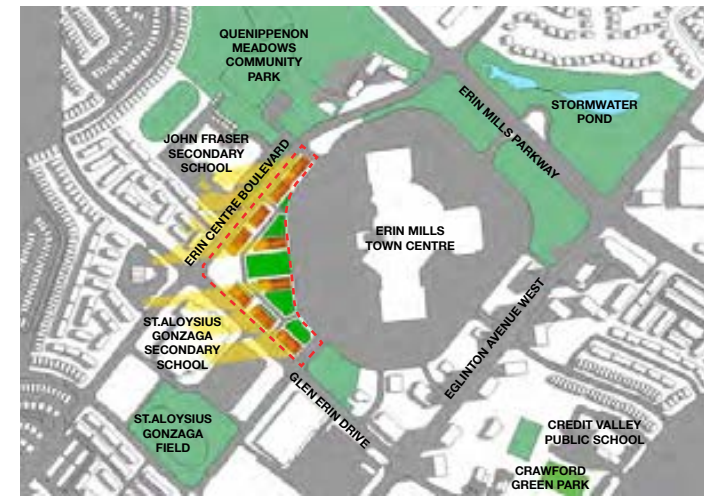 QUENIPPENON
MEADOWS
COMMUNITY
PARK
ERIN MILLS PARKWAY
STORMWATER
POND
JOHN FRASER
SECONDARY
SCHOOL
ERIN CENTRE BOULEVARD
ERIN MILLS
TOWN CENTRE
ST.ALOYSIUS
GONZAGA
SECONDARY
SCHOOL
EGLINTON AVENUE WEST
GLEN ERIN DRIVE
ST.ALOYSIUS
GONZAGA
FIELD
CREDIT VALLEY
PUBLIC SCHOOL
CRAWFORD
GREEN PARK